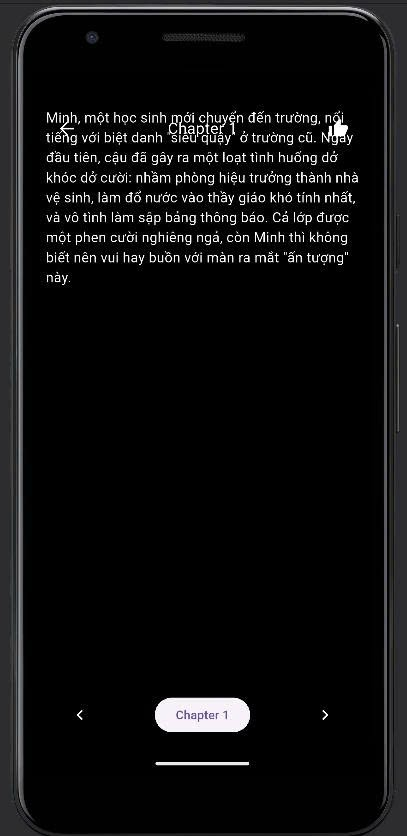 Minh, một học sinh mới chuyển đến trường, nổi
Chapter 1
tiếng với biệt danh "siêu quậy" ở trường cũ. Ngày
đầu tiên, cậu đã gây ra một loạt tình huống dở
khóc dở cười: nhầm phòng hiệu trưởng thành nhà
vệ sinh, làm đổ nước vào thầy giáo khó tính nhất,
và vô tình làm sập bảng thông báo. Cả lớp được
một phen cười nghiêng ngả, còn Minh thì không
biết nên vui hay buồn với màn ra mắt "ấn tượng"
này.
Chapter 1